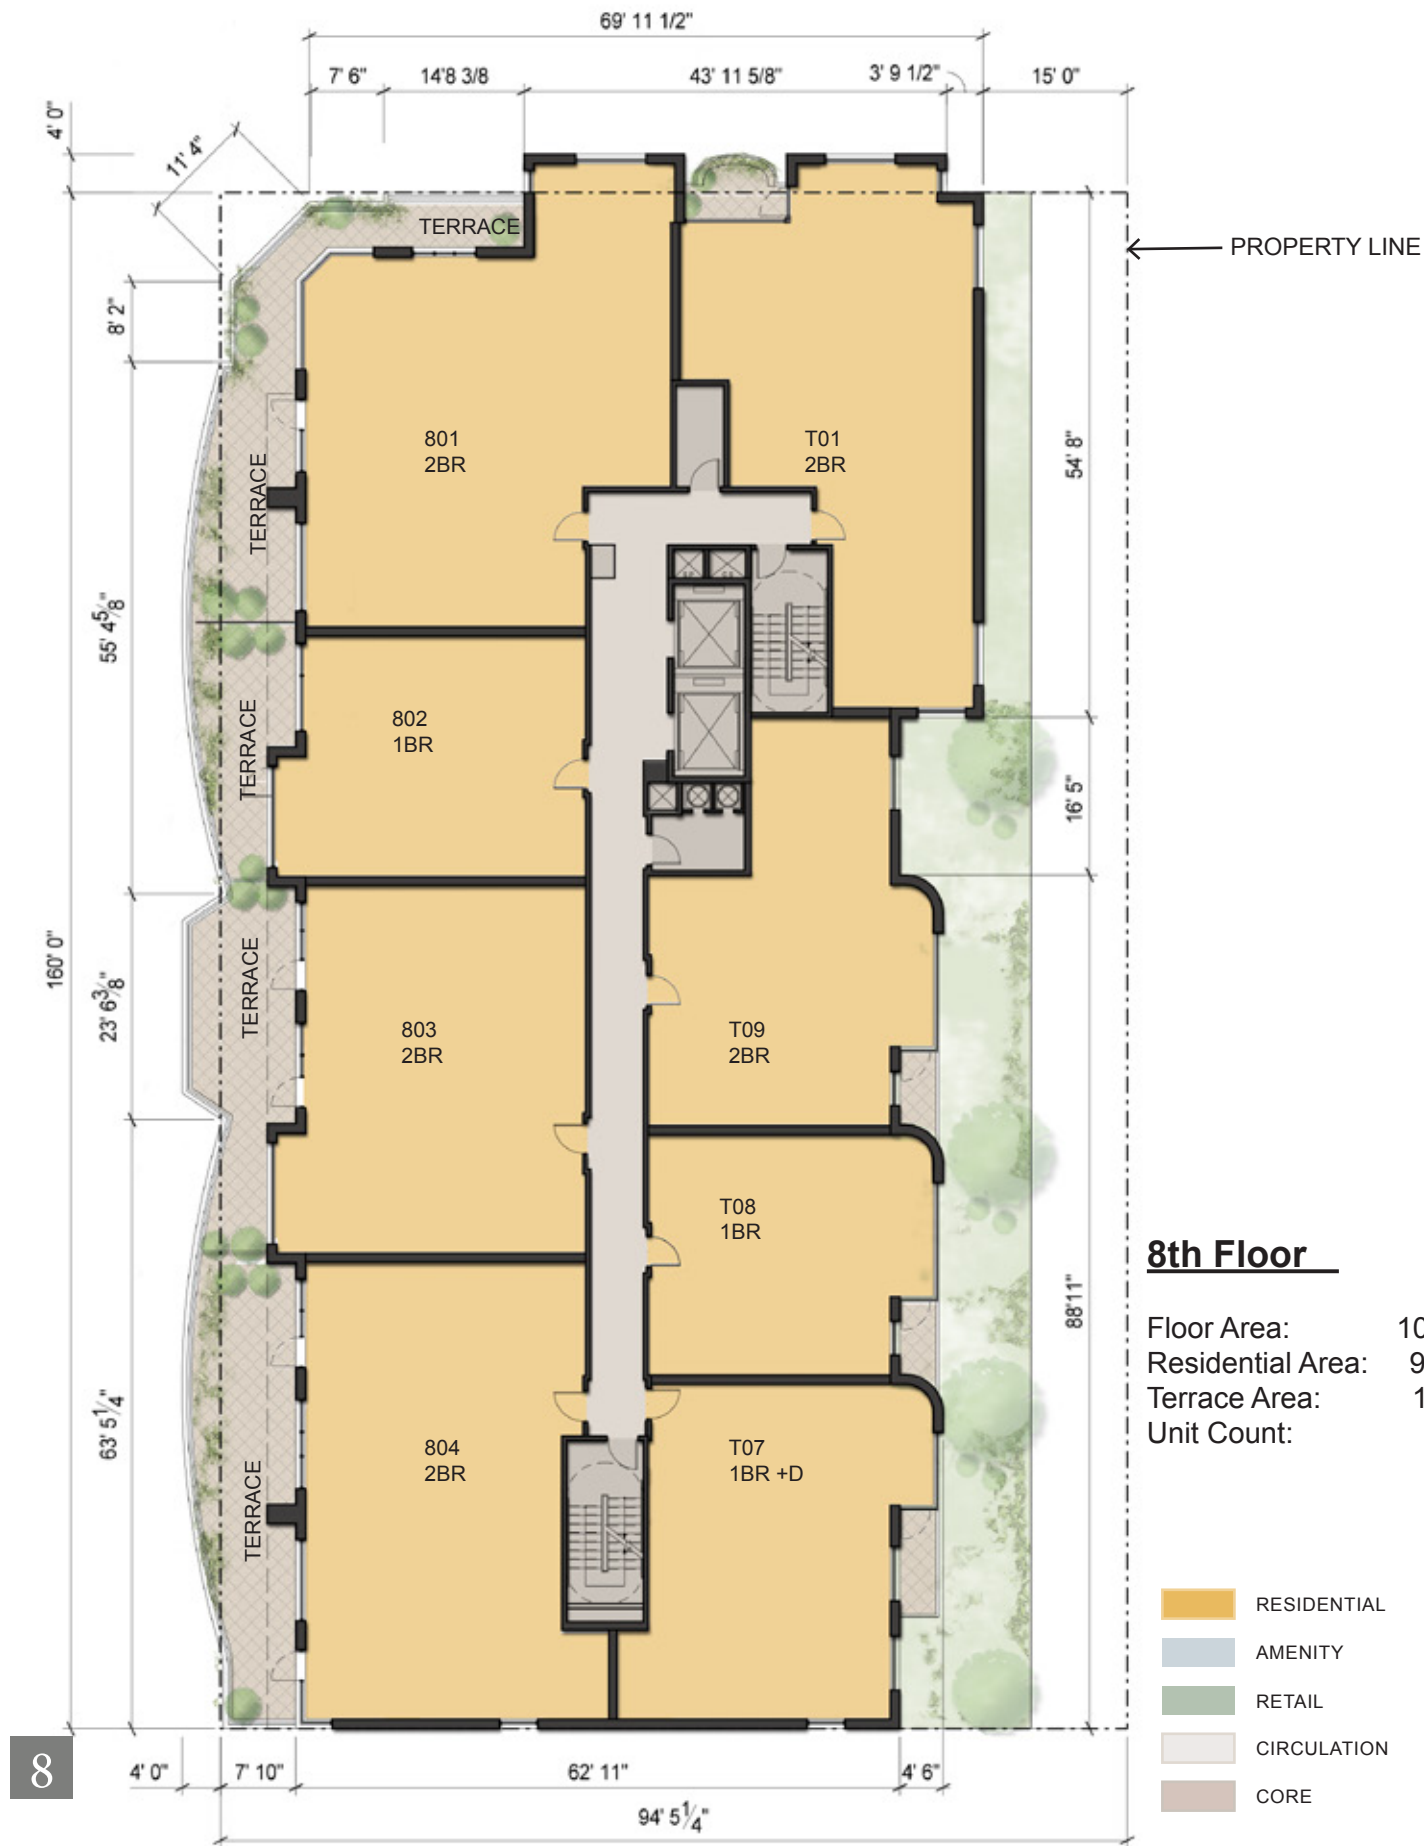 69' 11 1/2"
7' 6"
14'8 3/8
43' 11 5/8"
3' 9 1/2"
15' 0"
4' 0"
11' 4"
TERRACE
PROPERTY LINE
8' 2"
801
2BR
T01
2BR
54' 8"
TERRACE
55' 4 5/8"
802
1BR
TERRACE
16' 5"
160' 0"
TERRACE
23' 6 3/8"
803
2BR
T09
2BR
T08
1BR
8th Floor
88'11"
Floor Area: 10
Residential Area: 9
Terrace Area: 1
Unit Count:
63' 5 1/4"
804
2BR
T07
1BR +D
TERRACE
RESIDENTIAL
AMENITY
RETAIL
CIRCULATION
CORE
8
4' 0"
7' 10"
62' 11"
4' 6"
94' 5 1/4"